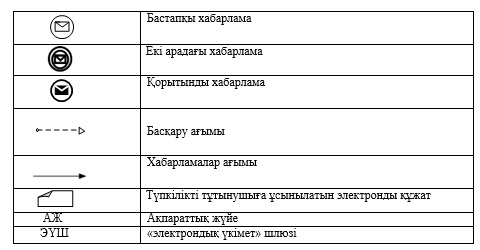 Бастапқы хабарлама
Екі арадағы хабарлама
Қорытынды хабарлама
Басқару ағымы
Хабарламалар ағымы
Түпкілікті тұтынушыға ұсынылатын электронды құжат
АЖ Ақпараттық жүйе
ЭҮШ «электрондық үкімет» шлюзі